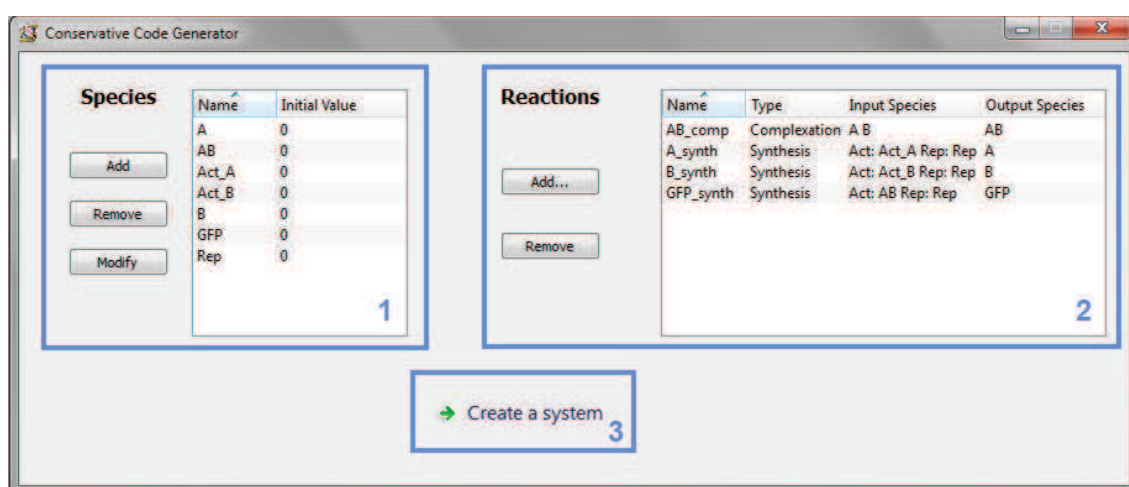 Conservative Code Generator
Species
Name Initial Value
A 0
AB 0
Act_A 0
Act_B 0
B 0
GFP 0
Rep 0
Add
Remove
Modify
1
Reactions
Name Type Input Species Output Species
AB_comp Complexation A B AB
A_synth Synthesis Act: Act_A Rep: Rep A
B_synth Synthesis Act: Act_B Rep: Rep B
GFP_synth Synthesis Act: AB Rep: Rep GFP
Add...
Remove
2
Create a system
3